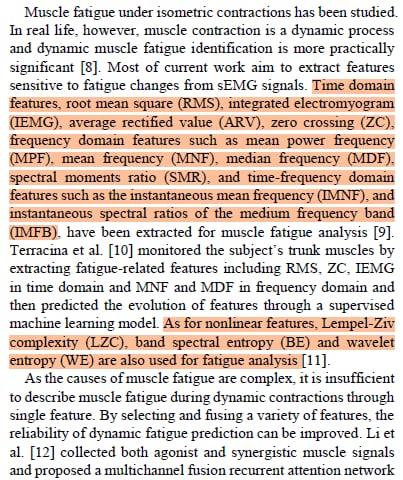 Muscle fatigue under isometric contractions has been studied.
In real life, however, muscle contraction is a dynamic process
and dynamic muscle fatigue identification is more practically
significant [8]. Most of current work aim to extract features
sensitive to fatigue changes from sEMG signals. Time domain
features, root mean square (RMS), integrated electromyogram
(IEMG), average rectified value (ARV), zero crossing (ZC),
frequency domain features such as mean power frequency
(MPF), mean frequency (MNF), median frequency (MDF),
spectral moments ratio (SMR), and time-frequency domain
features such as the instantaneous mean frequency (IMNF), and
instantaneous spectral ratios of the medium frequency band
(IMFB), have been extracted for muscle fatigue analysis [9].
Terracina et al. [10] monitored the subject's trunk muscles by
extracting fatigue-related features including RMS, ZC, IEMG
in time domain and MNF and MDF in frequency domain and
then predicted the evolution of features through a supervised
machine learning model. As for nonlinear features, Lempel-Ziv
complexity (LZC), band spectral entropy (BE) and wavelet
entropy (WE) are also used for fatigue analysis [11].
As the causes of muscle fatigue are complex, it is insufficient
to describe muscle fatigue during dynamic contractions through
single feature. By selecting and fusing a variety of features, the
reliability of dynamic fatigue prediction can be improved. Li et
al. [12] collected both agonist and synergistic muscle signals
and proposed a multichannel fusion recurrent attention network